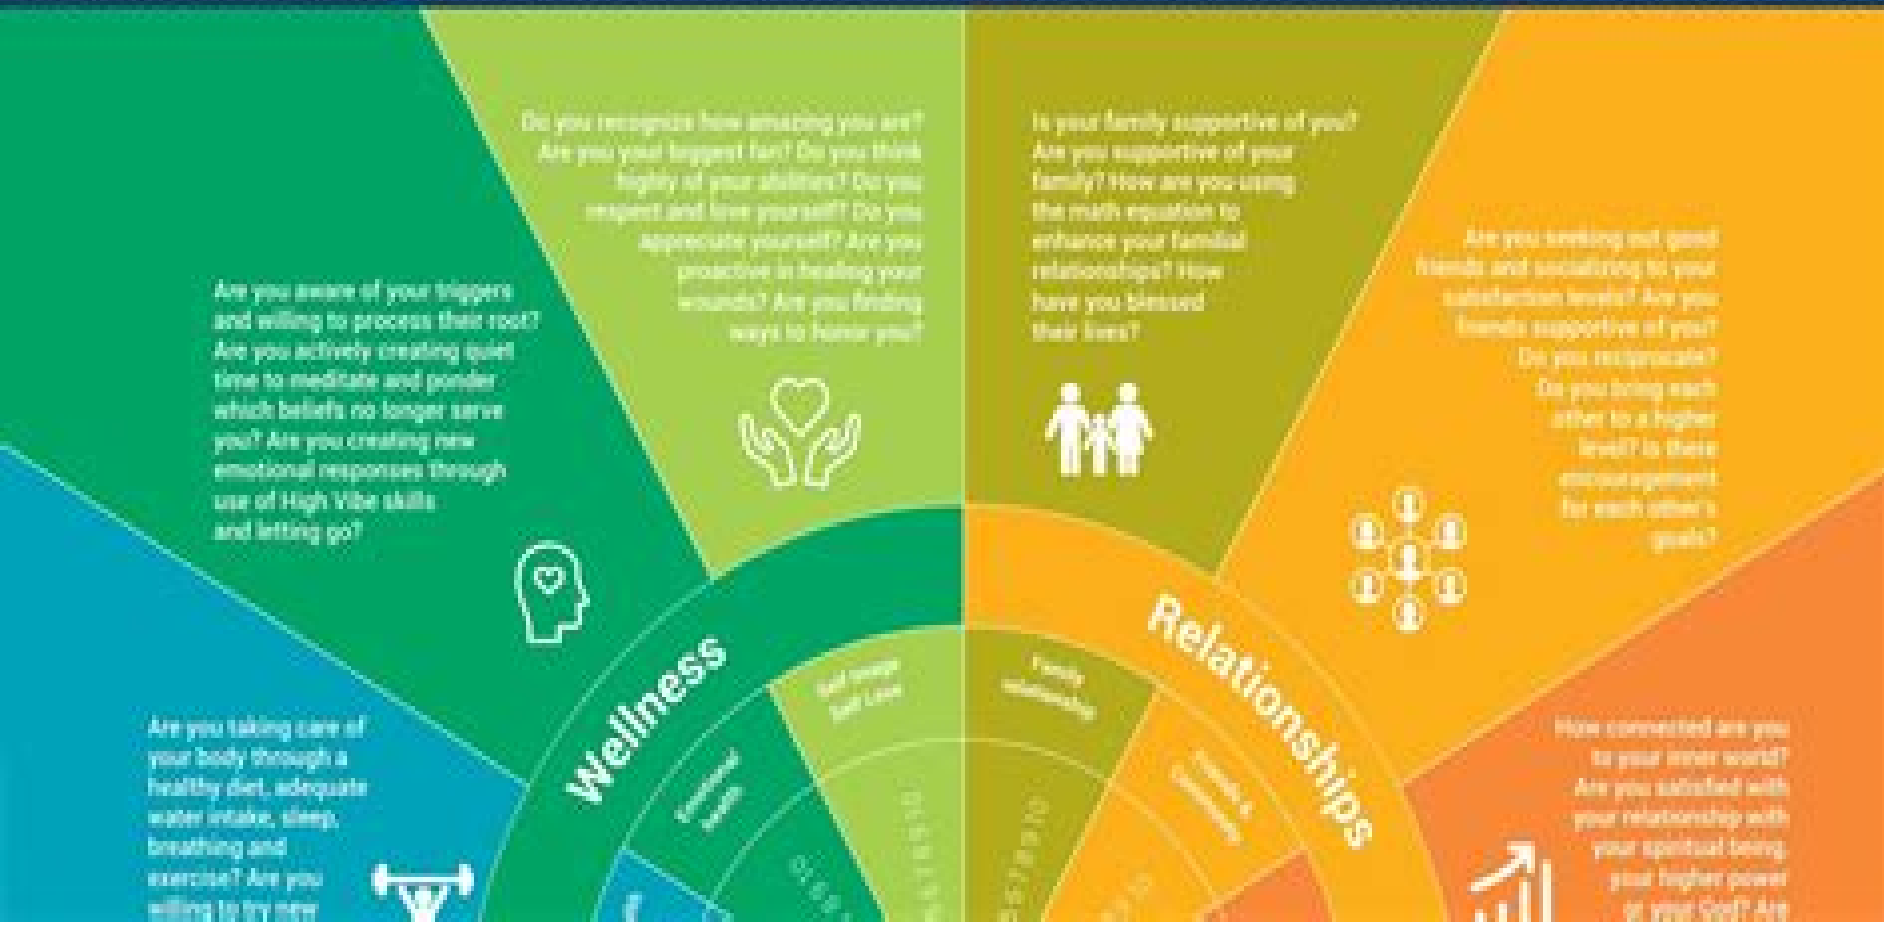 Are you taking care of
your body through a
healthy diet, adequate
water intake, sleep,
breathing and
exercise? Are you
willing to try new
Are you aware of your triggers
and willing to process their root?
Are you actively creating quiet
time to meditate and ponder
which beliefs no longer serve
you? Are you creating new
emotional responses through
use of High Vibe skills
and letting go?
Do you recognize how amazing you are?
Are you your biggest fan? Do you think
highly of your abilities? Do you
respect and love yourself? Do you
appreciate yourself? Are you
proactive in healing your
wounds? Are you finding
ways to honor you?
Is your family supportive of you?
Are you supportive of your
family? How are you using
the math equation to
enhance your familial
relationships? How
have you blessed
their lives?
Are you seeking out good
friends and socializing to your
satisfaction levels? Are you
friends supportive of you?
Do you reciprocate?
Do you bring each
other to a higher
level? Is there
encouragement
for each other's
goals?
How connected are you
to your inner world?
Are you satisfied with
your relationship with
your spiritual being,
your higher power
or your God? Are
Wellness
Relationships
Emotional
health
Self Image
Self Love
Family
relationship
Friends &
Community